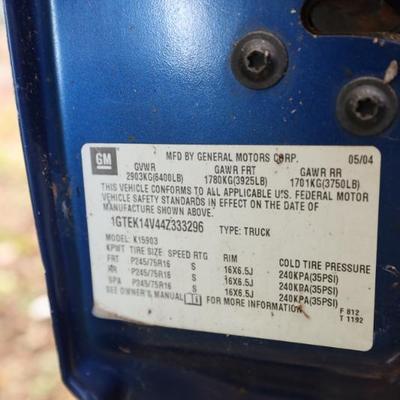 GM MFD BY GENERAL MOTORS CORP. 05/04
GVWR GAWR FRT GAWR RR
2903KG(6400LB) 1780KG(3925LB) 1701KG(3750LB)
THIS VEHICLE CONFORMS TO ALL APPLICABLE U.S. FEDERAL MOTOR
VEHICLE SAFETY STANDARDS IN EFFECT ON THE DATE OF
MANUFACTURE SHOWN ABOVE.
1GTEK14V44Z333296 TYPE: TRUCK
MODEL: K15903
KPWT TIRE SIZE SPEED RTG RIM COLD TIRE PRESSURE
FRT P245/75R16 S 16X6.5J 240KPA(35PSI)
RR P245/75R16 S 16X6.5J 240KPA(35PSI)
SPA P245/75R16 S 16X6.5J 240KPA(35PSI)
SEE OWNER'S MANUAL FOR MORE INFORMATION F 812
T 1192